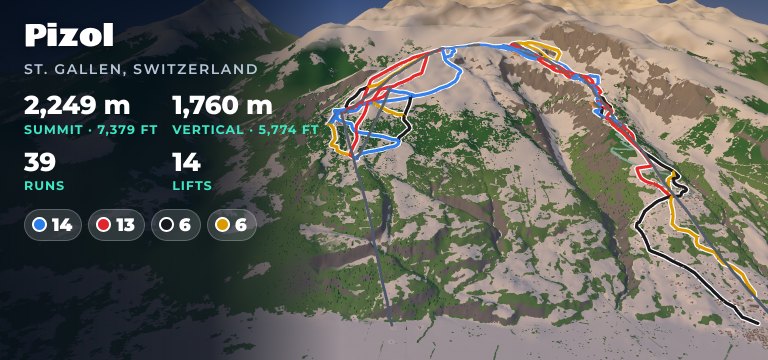 Pizol
ST. GALLEN, SWITZERLAND
2,249 m 1,760 m
SUMMIT · 7,379 FT VERTICAL · 5,774 FT
39 14
RUNS LIFTS
14 13 6 6